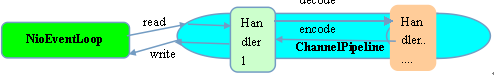 decode
read
Han
Han
NioEventLoop
encode
dler
dler..
write
ChannelPipeline
1
....